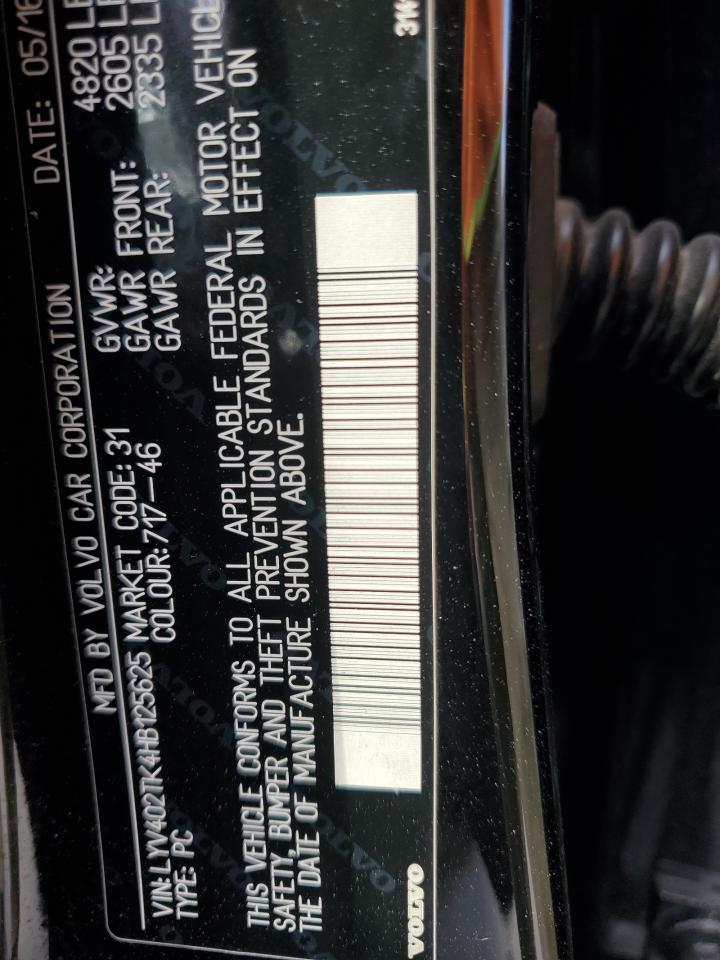 MFD BY VOLVO CAR CORPORATION DATE: 05/16
VIN:LYV402TK4HB125625 MARKET CODE: 31 GVWR: 4820 LB
TYPE: PC COLOUR: 717-46 GAWR FRONT: 2605 LB
GAWR REAR: 2335 L
THIS VEHICLE CONFORMS TO ALL APPLICABLE FEDERAL MOTOR VEHICLE
SAFETY, BUMPER AND THEFT PREVENTION STANDARDS IN EFFECT ON
THE DATE OF MANUFACTURE SHOWN ABOVE.
VOLVO 3W